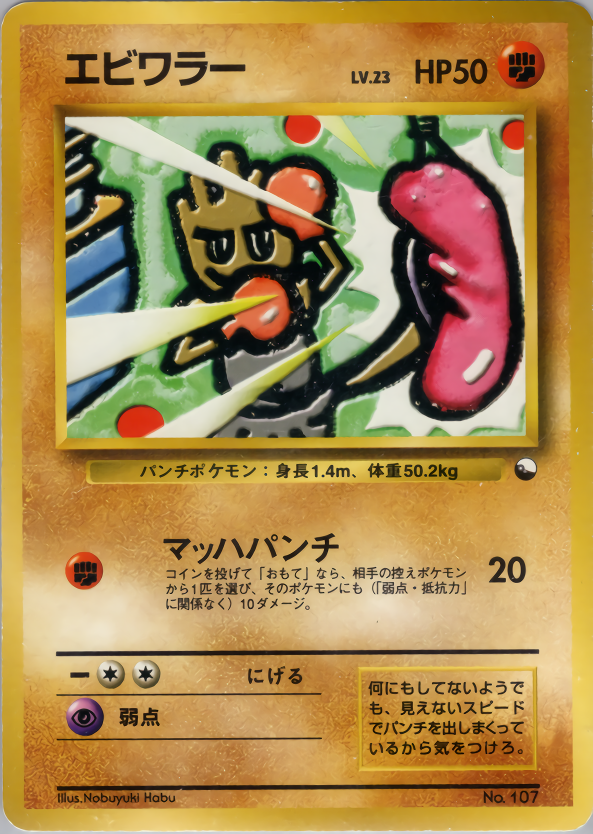 エビワラー LV.23 HP50
パンチポケモン：身長1.4m、体重50.2kg
マッハパンチ 20
コインを投げて「おもて」なら、相手の控えポケモン
から1匹を選び、そのポケモンにも（「弱点・抵抗力」
に関係なく）10ダメージ。
ー にげる
弱点
何にもしてないようで
も、見えないスピード
でパンチを出しまくって
いるから気をつけろ。
Illus.Nobuyuki Habu No. 107